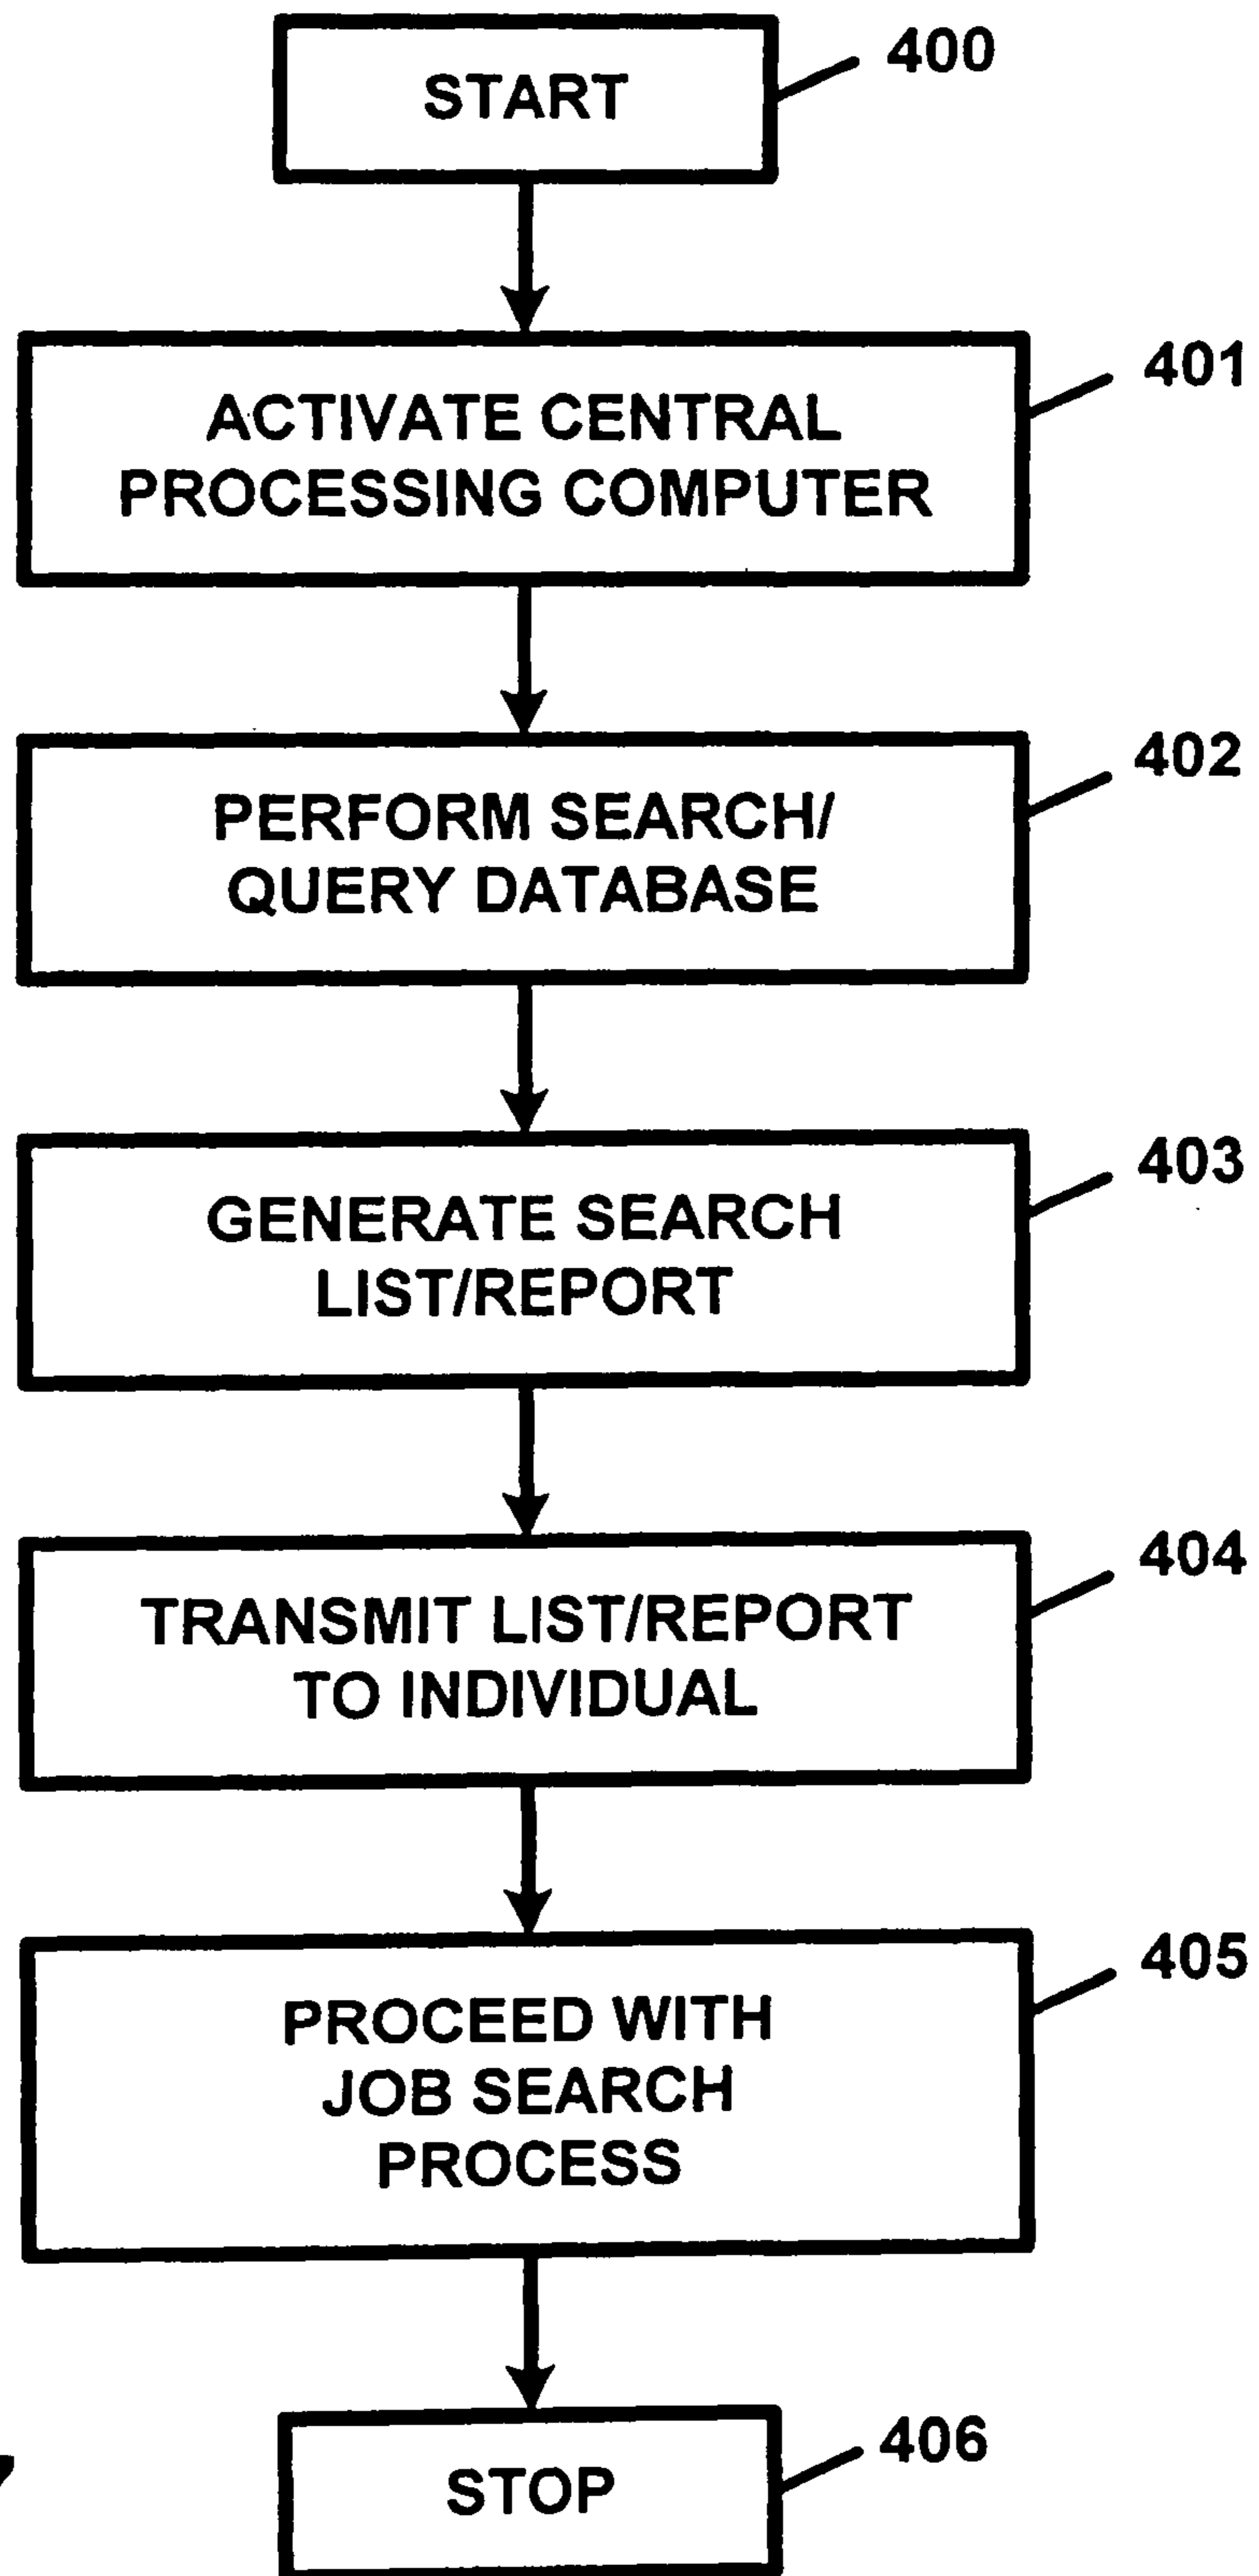 START
400
ACTIVATE CENTRAL
PROCESSING COMPUTER
401
PERFORM SEARCH/
QUERY DATABASE
402
GENERATE SEARCH
LIST/REPORT
403
TRANSMIT LIST/REPORT
TO INDIVIDUAL
404
PROCEED WITH
JOB SEARCH
PROCESS
405
STOP
406